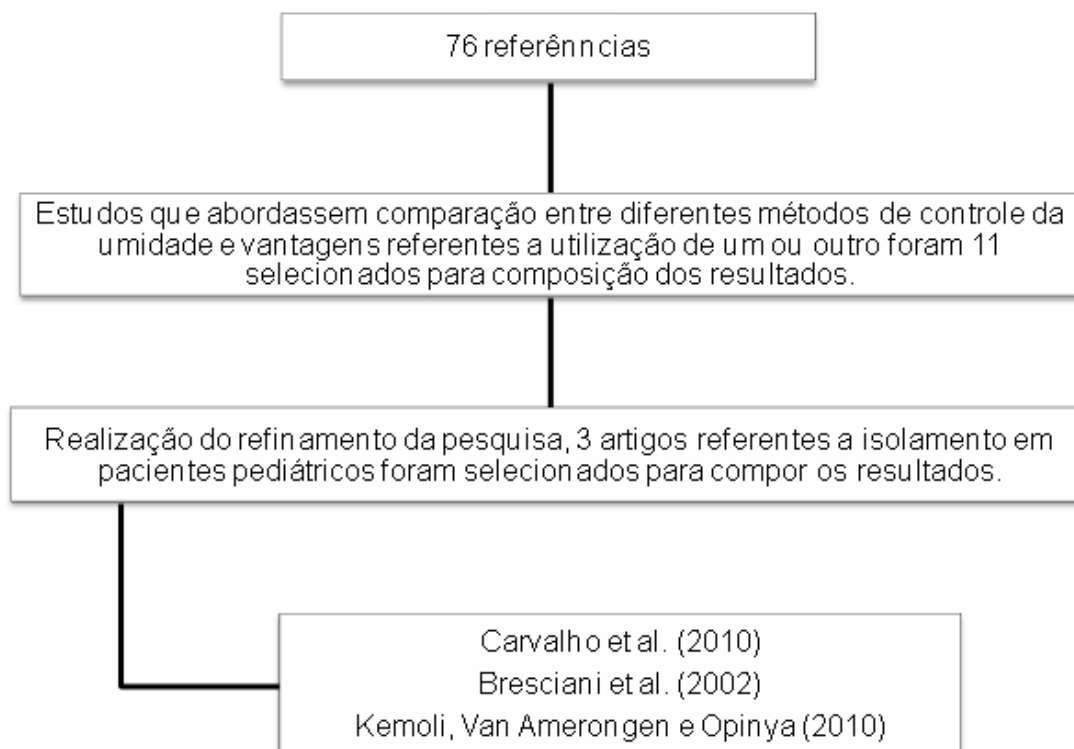 76 referênncias
Estudos que abordassem comparação entre diferentes métodos de controle da
umidade e vantagens referentes a utilização de um ou outro foram 11
selecionados para composição dos resultados.
Realização do refinamento da pesquisa, 3 artigos referentes a isolamento em
pacientes pediátricos foram selecionados para compor os resultados.
Carvalho et al. (2010)
Bresciani et al. (2002)
Kemoli, Van Amerongen e Opinya (2010)